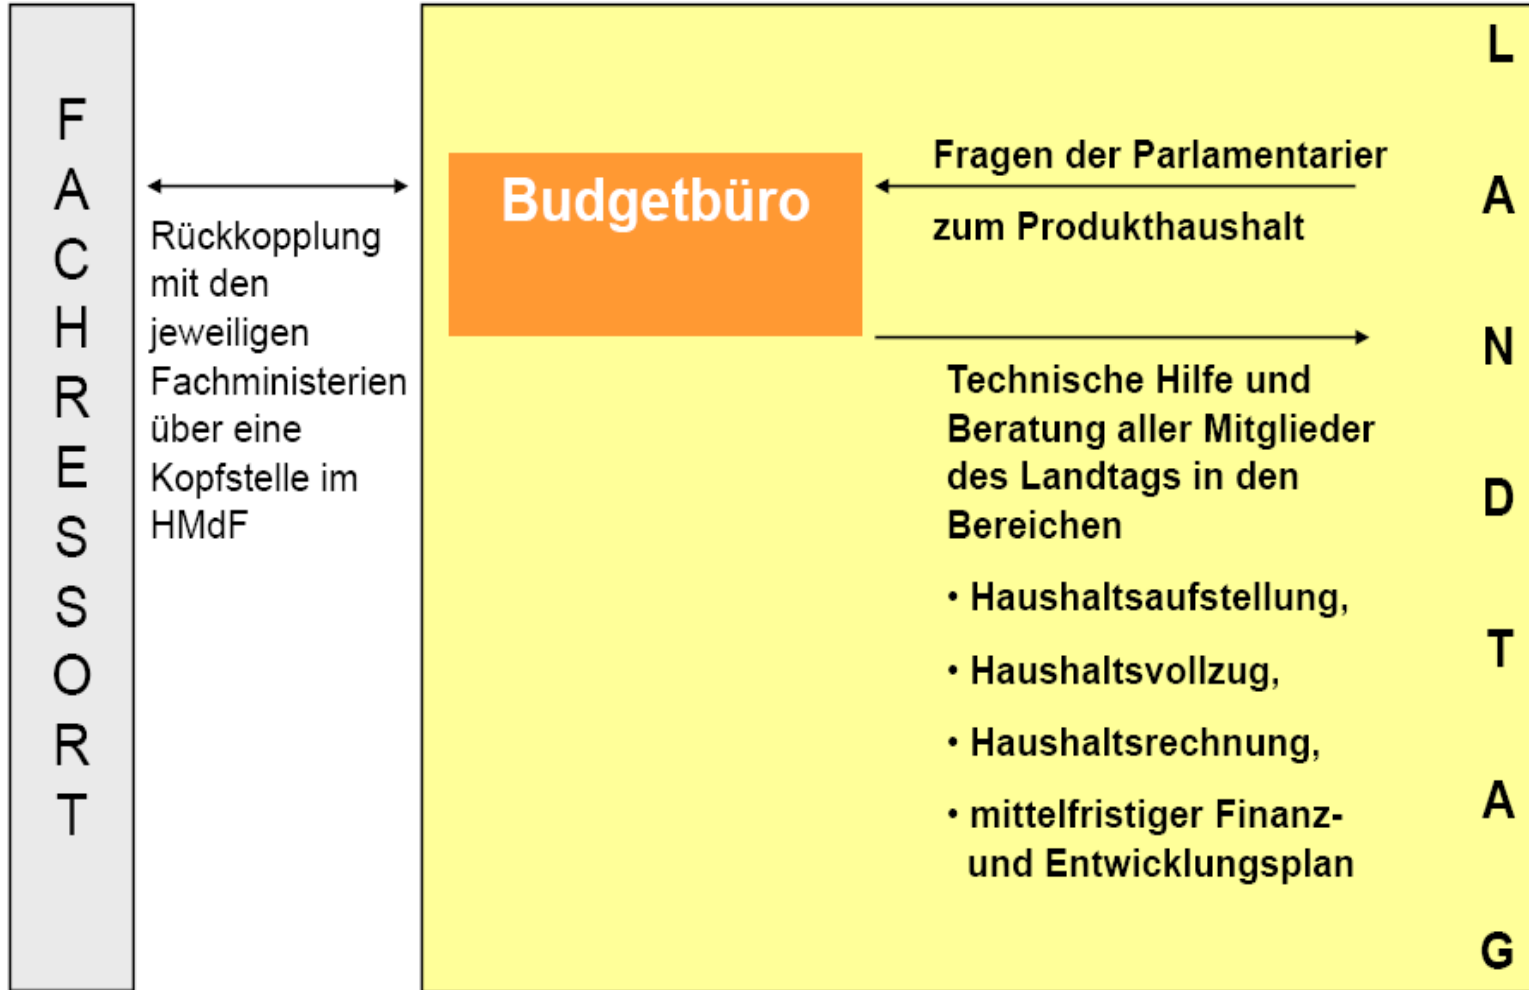 FACHRESSORT
Rückkopplung
mit den
jeweiligen
Fachministerien
über eine
Kopfstelle im
HMdF
Budgetbüro
Fragen der Parlamentarier
zum Produkthaushalt
Technische Hilfe und
Beratung aller Mitglieder
des Landtags in den
Bereichen
• Haushaltsaufstellung,
• Haushaltsvollzug,
• Haushaltsrechnung,
• mittelfristiger Finanz-
und Entwicklungsplan
LANDTAG